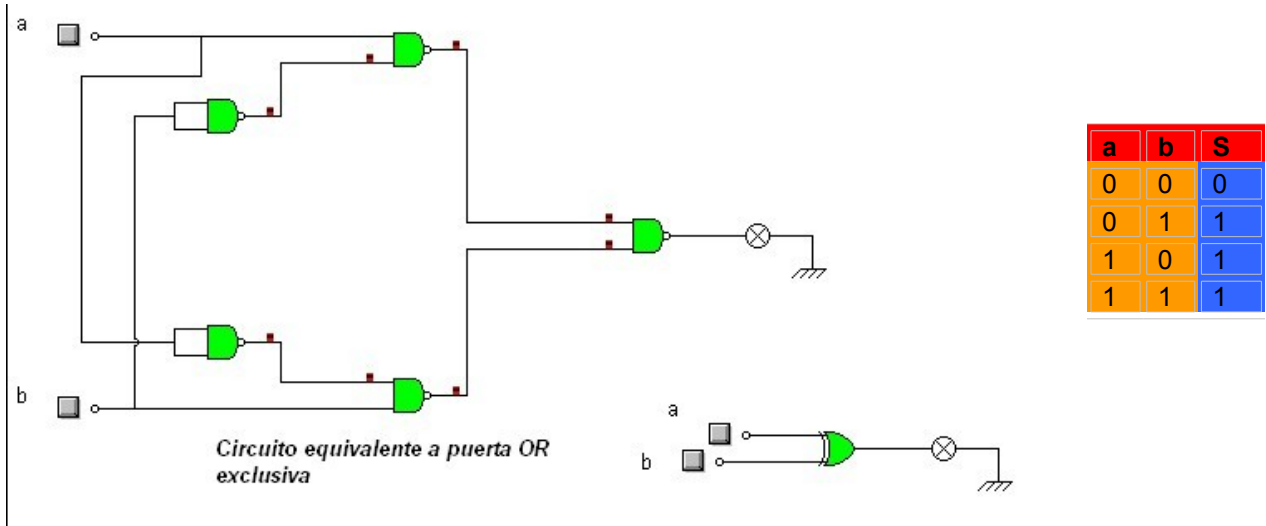 a
b
Circuito equivalente a puerta OR
exclusiva
a
b
a b S
0 0 0
0 1 1
1 0 1
1 1 1